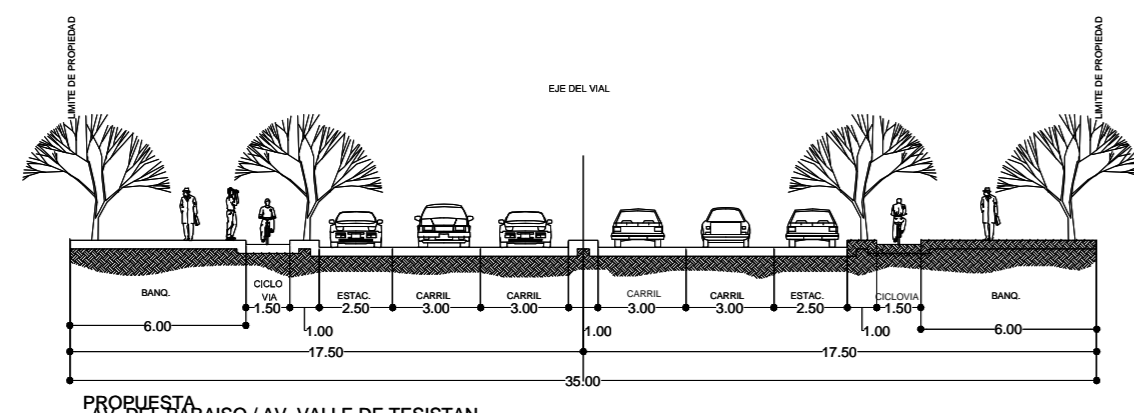 LIMITE DE PROPIEDAD
LIMITE DE PROPIEDAD
EJE DEL VIAL
BANQ.
CICLO
VIA
ESTAC.
CARRIL
CARRIL
CARRIL
CARRIL
ESTAC.
CICLOVIA
BANQ.
1.50
2.50
3.00
3.00
3.00
3.00
2.50
1.50
6.00
1.00
1.00
1.00
6.00
17.50
17.50
35.00
PROPUESTA
AV. DEL PARAISO / AV. VALLE DE TESISTAN